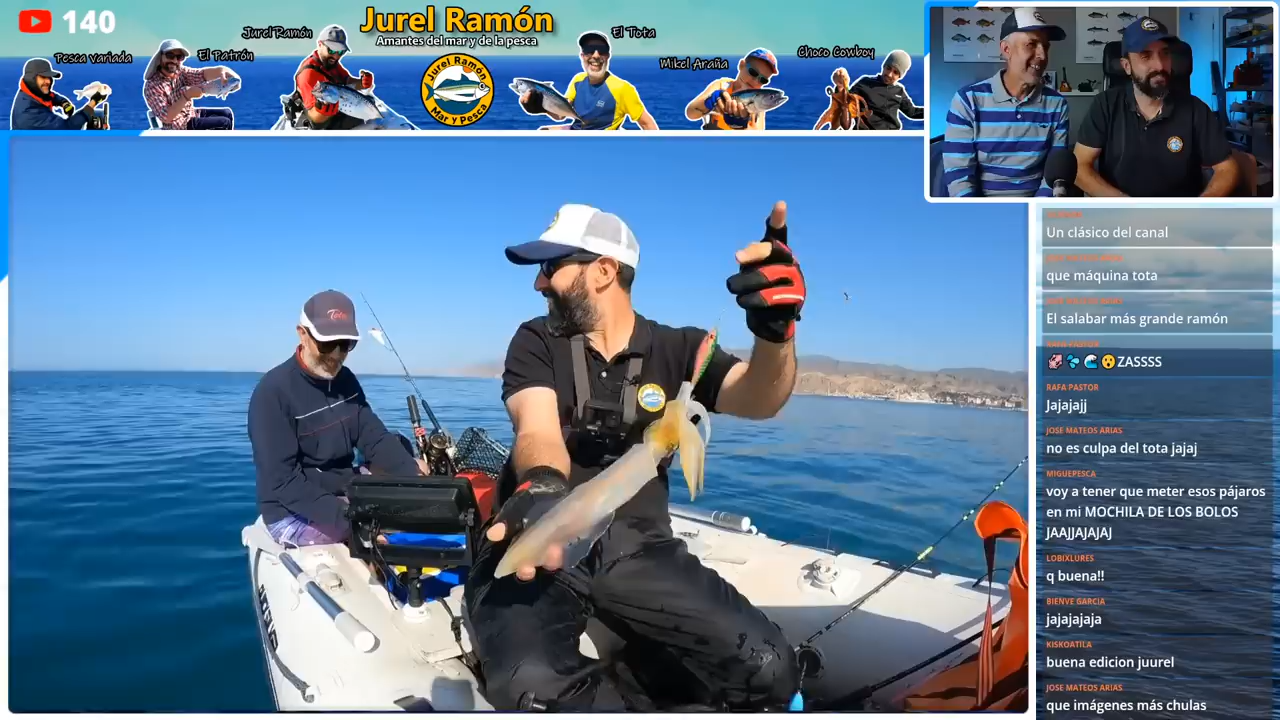 140
Jurel Ramón
Amantes del mar y de la pesca
Pesca variada
El Patrón
Jurel Ramón
El Tota
Mikel Araña
Choco Cowboy
Jurel Ramón
Mar y Pesca
Tota
Un clásico del canal
que máquina tota
El salabar más grande ramón
RAFA PASTOR
ZASSSS
RAFA PASTOR
Jajajajj
JOSE MATEOS ARIAS
no es culpa del tota jajaj
MIGUEPESCA
voy a tener que meter esos pájaros
en mi MOCHILA DE LOS BOLOS
JAAJJAJAJAJ
LOBIXLURES
q buena!!
BIENVE GARCIA
jajajajaja
KISKOATILA
buena edicion juurel
JOSE MATEOS ARIAS
que imágenes más chulas